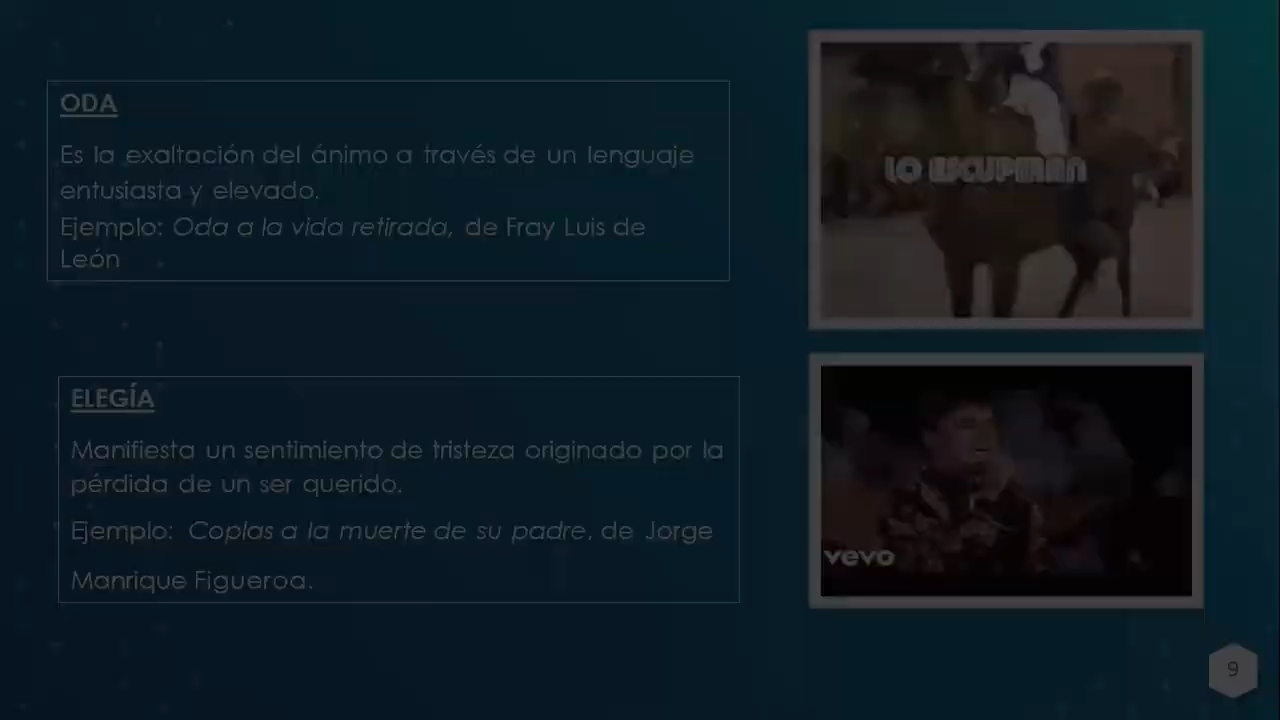 ODA
Es la exaltación del ánimo a través de un lenguaje
entusiasta y elevado.
Ejemplo: Oda a la vida retirada, de Fray Luis de
León
LO ESCUPIRAN
ELEGÍA
Manifiesta un sentimiento de tristeza originado por la
pérdida de un ser querido.
Ejemplo: Coplas a la muerte de su padre, de Jorge
Manrique Figueroa.
vevo
9